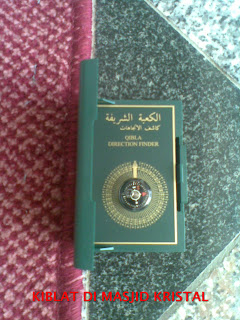 الكعبة الشريفة
كاشف الاتجاهات
QIBLA
DIRECTION FINDER
KIBLAT DI MASJID KRISTAL